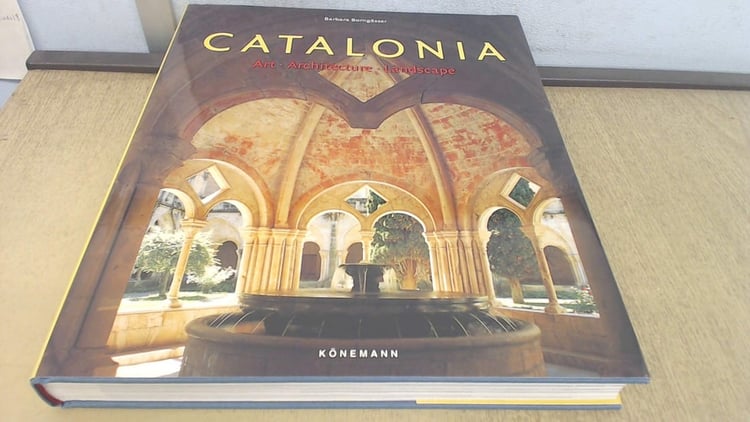 Barbara Borngässer
CATALONIA
Art · Architecture · Landscape
KÖNEMANN